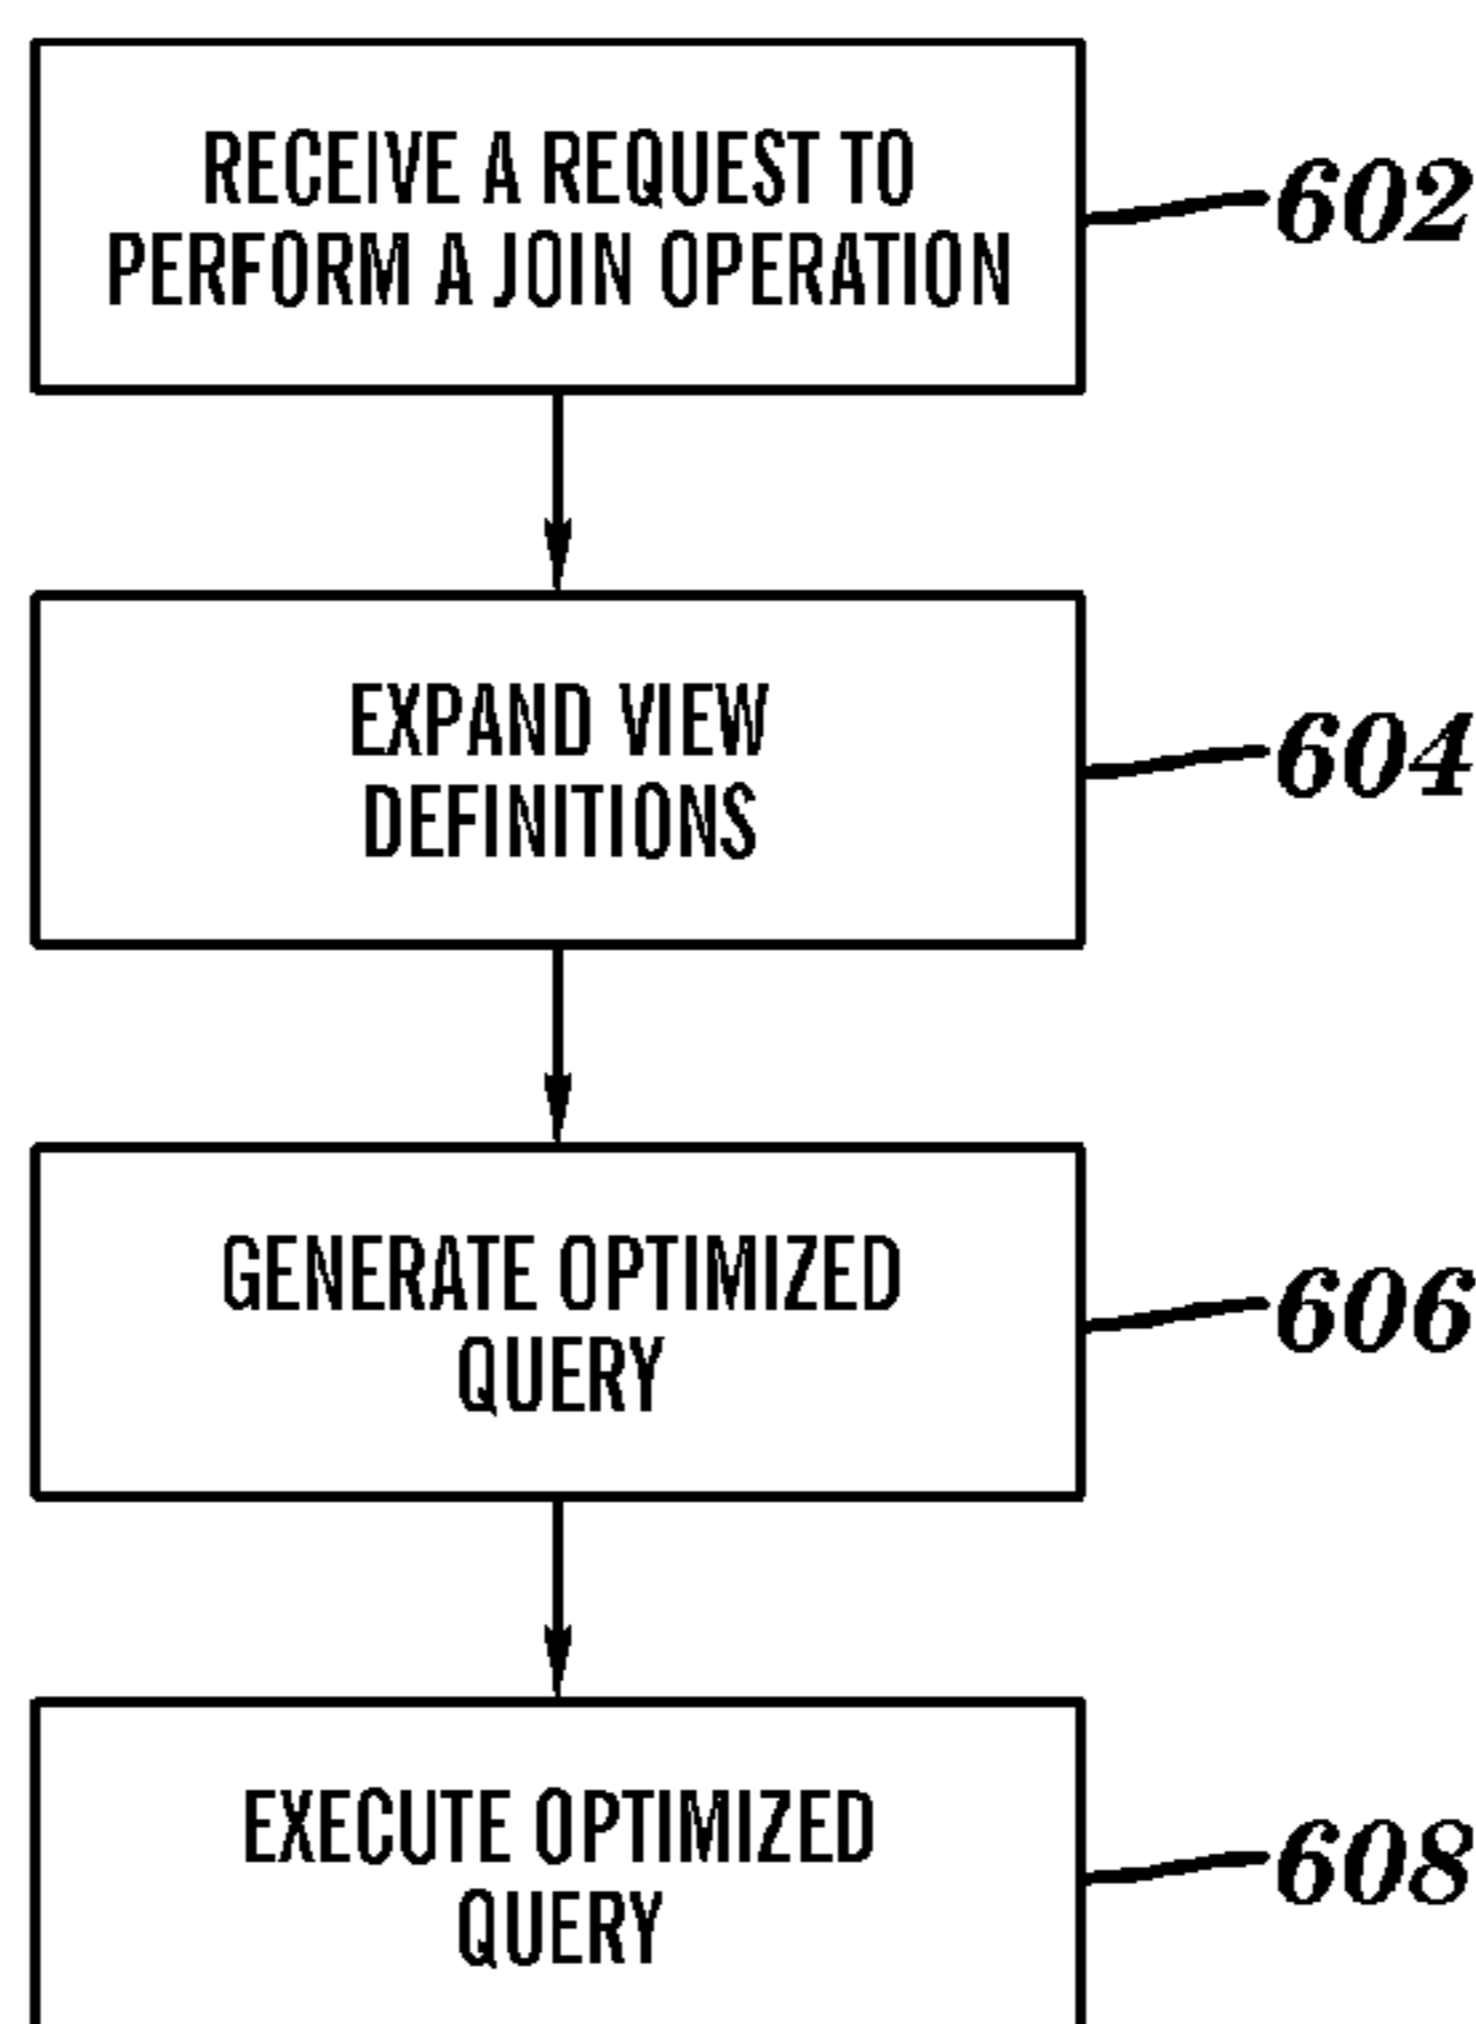 RECEIVE A REQUEST TO
PERFORM A JOIN OPERATION
602
EXPAND VIEW
DEFINITIONS
604
GENERATE OPTIMIZED
QUERY
606
EXECUTE OPTIMIZED
QUERY
608